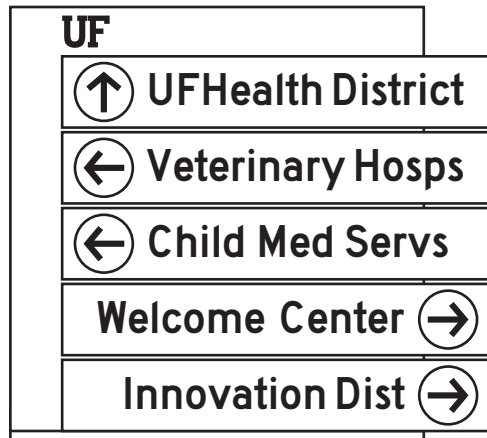 UF
UFHealth District
Veterinary Hosps
Child Med Servs
Welcome Center
Innovation Dist